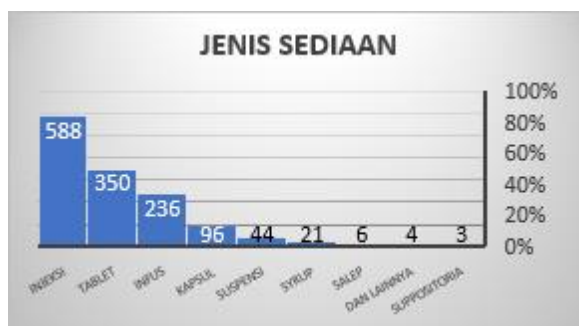 JENIS SEDIAAN
100%
80%
60%
40%
20%
0%
588
350
236
96
44
21
6
4
3
INJEKSI
TABLET
INFUS
KAPSUL
SUSPENSI
SYRUP
SALEP
DAN LAINNYA
SUPPOSITORIA